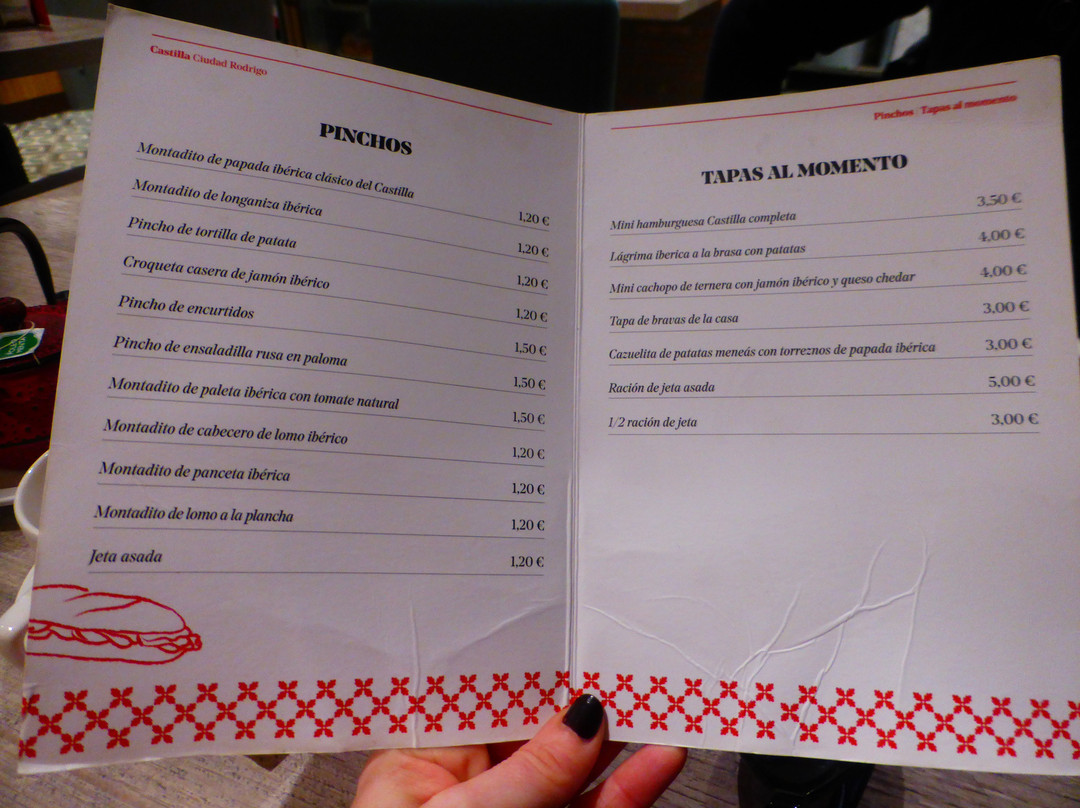 Castilla Ciudad Rodrigo
PINCHOS
Montadito de papada ibérica clásico del Castilla 1,20 €
Montadito de longaniza ibérica 1,20 €
Pincho de tortilla de patata 1,20 €
Croqueta casera de jamón ibérico 1,20 €
Pincho de encurtidos 1,50 €
Pincho de ensaladilla rusa en paloma 1,50 €
Montadito de paleta ibérica con tomate natural 1,50 €
Montadito de cabecero de lomo ibérico 1,20 €
Montadito de panceta ibérica 1,20 €
Montadito de lomo a la plancha 1,20 €
Jeta asada 1,20 €
Pinchos / Tapas al momento
TAPAS AL MOMENTO
Mini hamburguesa Castilla completa 3,50 €
Lágrima iberica a la brasa con patatas 4,00 €
Mini cachopo de ternera con jamón ibérico y queso chedar 4,00 €
Tapa de bravas de la casa 3,00 €
Cazuelita de patatas meneás con torreznos de papada ibérica 3,00 €
Ración de jeta asada 5,00 €
1/2 ración de jeta 3,00 €